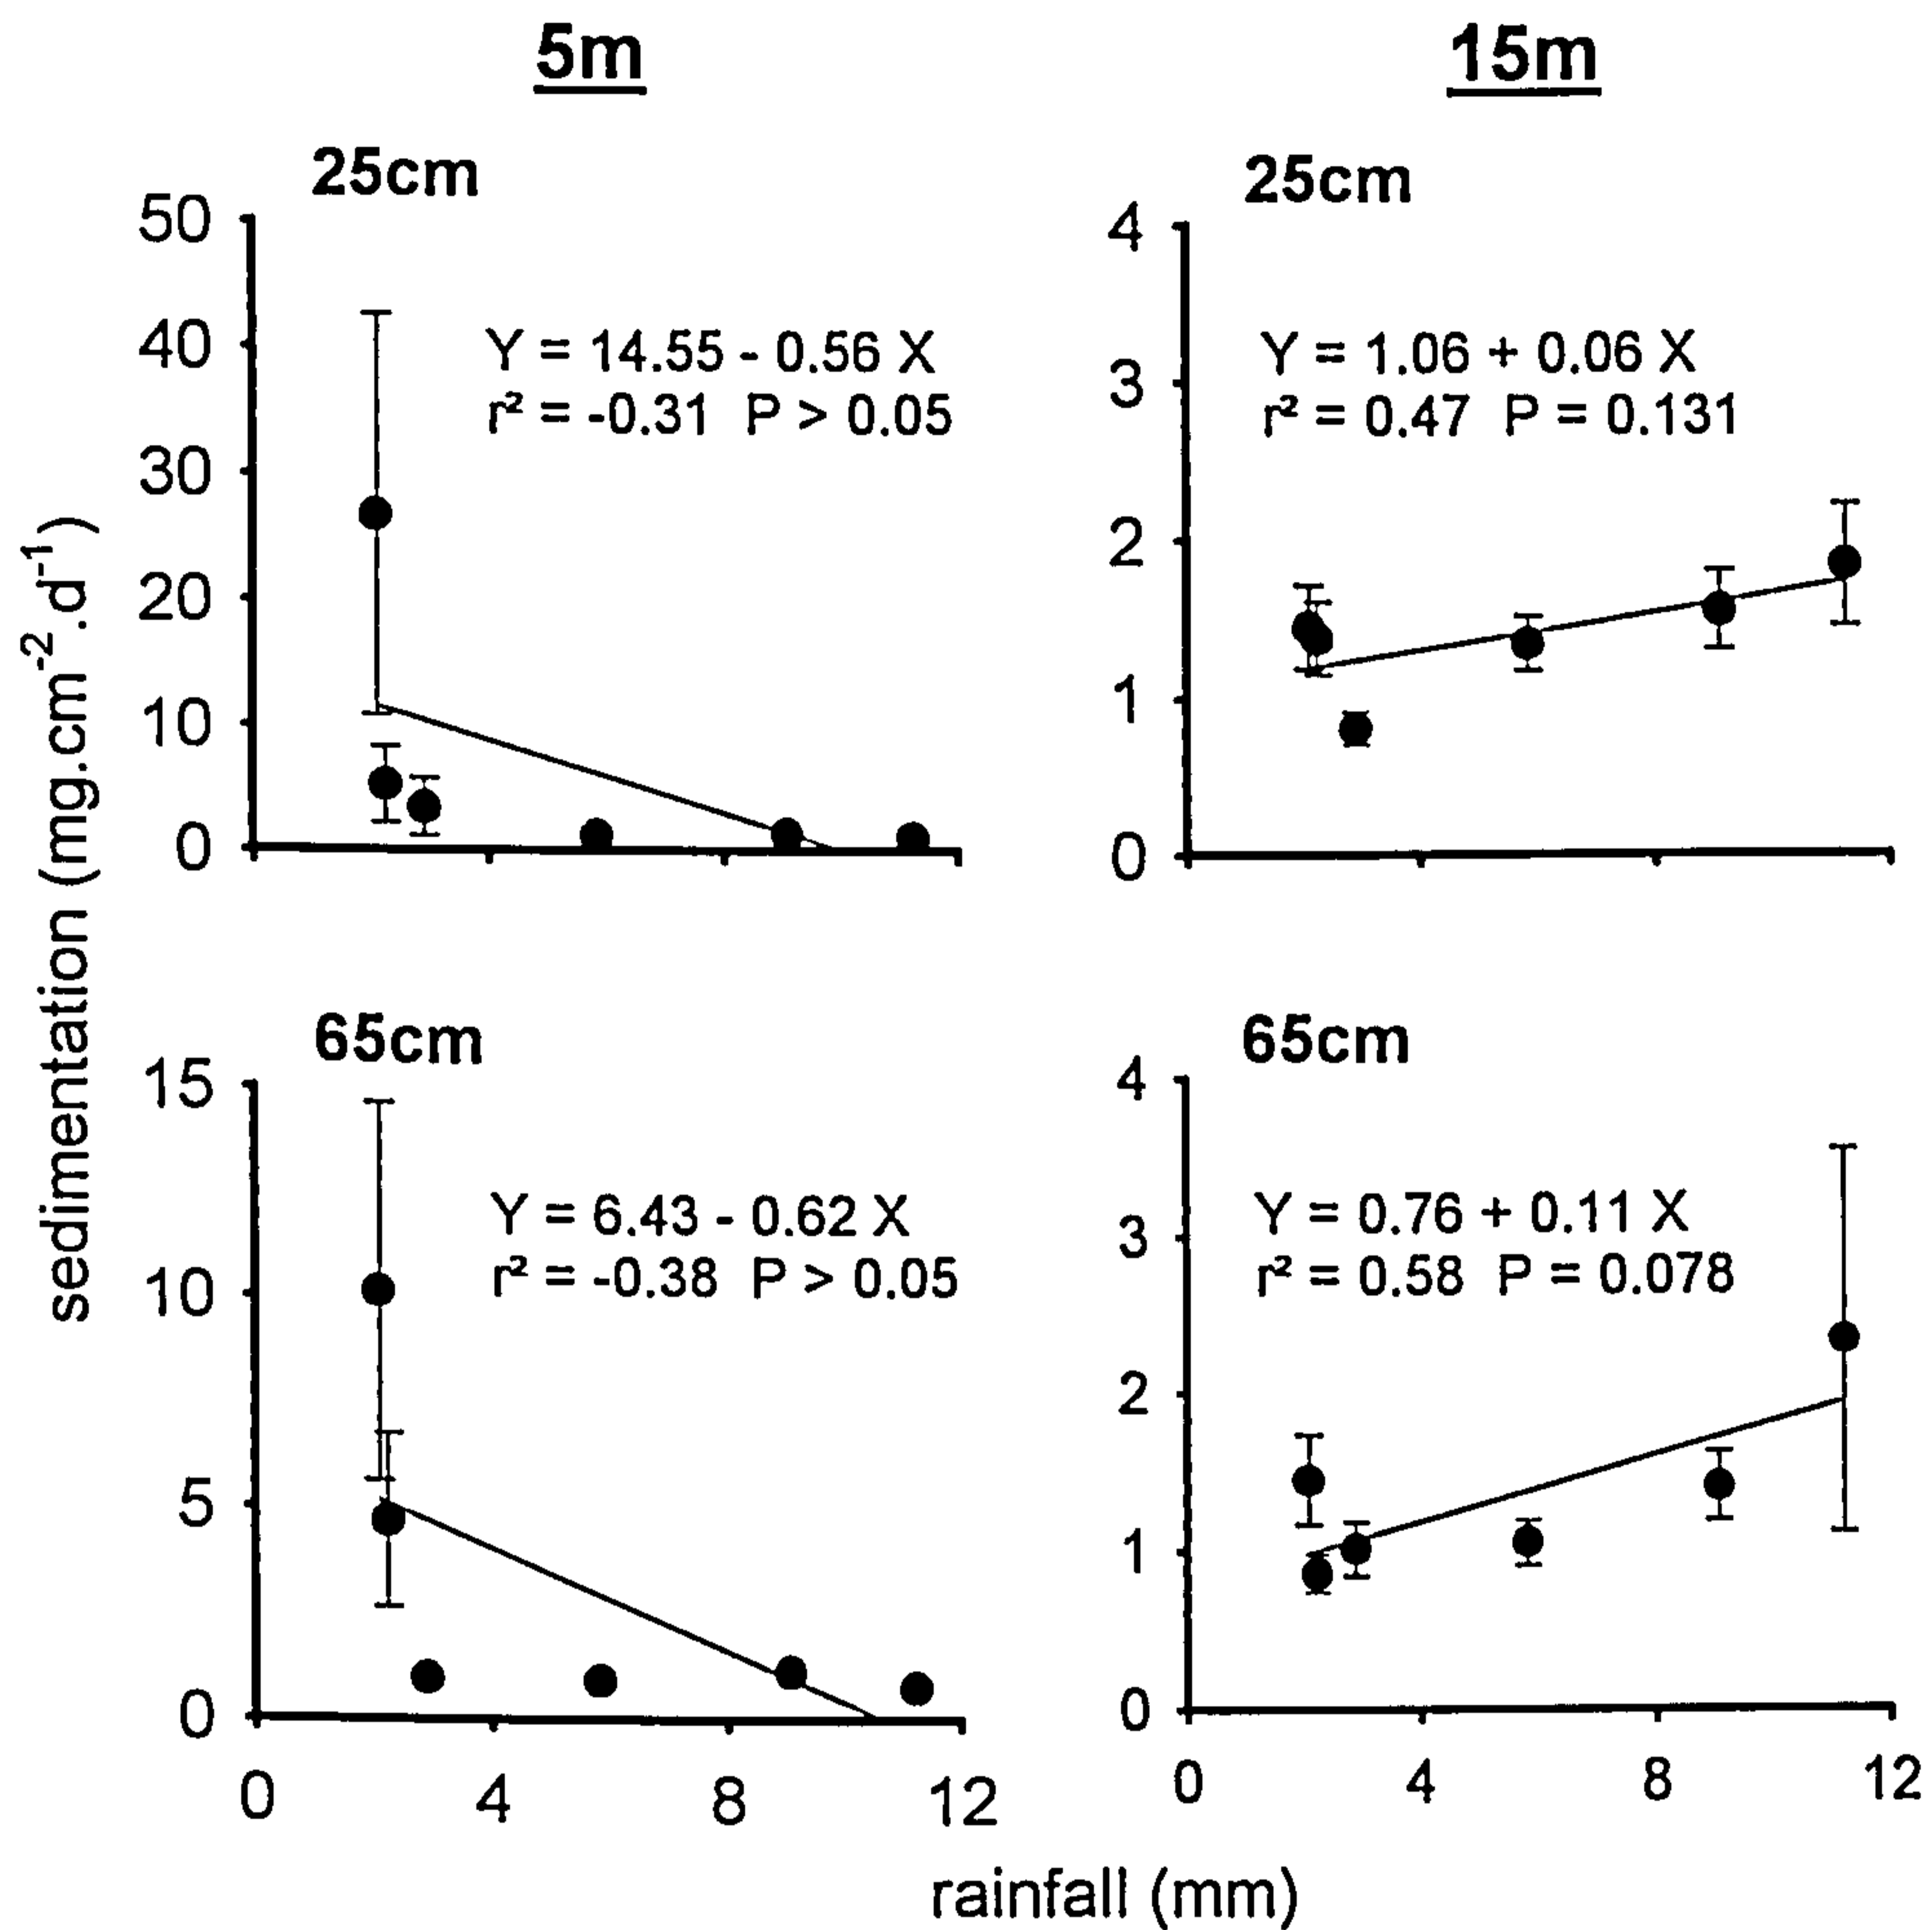 5m
15m
25cm
25cm
50
40
30
20
10
0
Y = 14.55 - 0.56 X
r² = -0.31 P > 0.05
4
3
2
1
0
Y = 1.06 + 0.06 X
r² = 0.47 P = 0.131
sedimentation (mg.cm⁻².d⁻¹)
65cm
65cm
15
10
5
0
Y = 6.43 - 0.62 X
r² = -0.38 P > 0.05
0 4 8 12
4
3
2
1
0
Y = 0.76 + 0.11 X
r² = 0.58 P = 0.078
0 4 8 12
rainfall (mm)